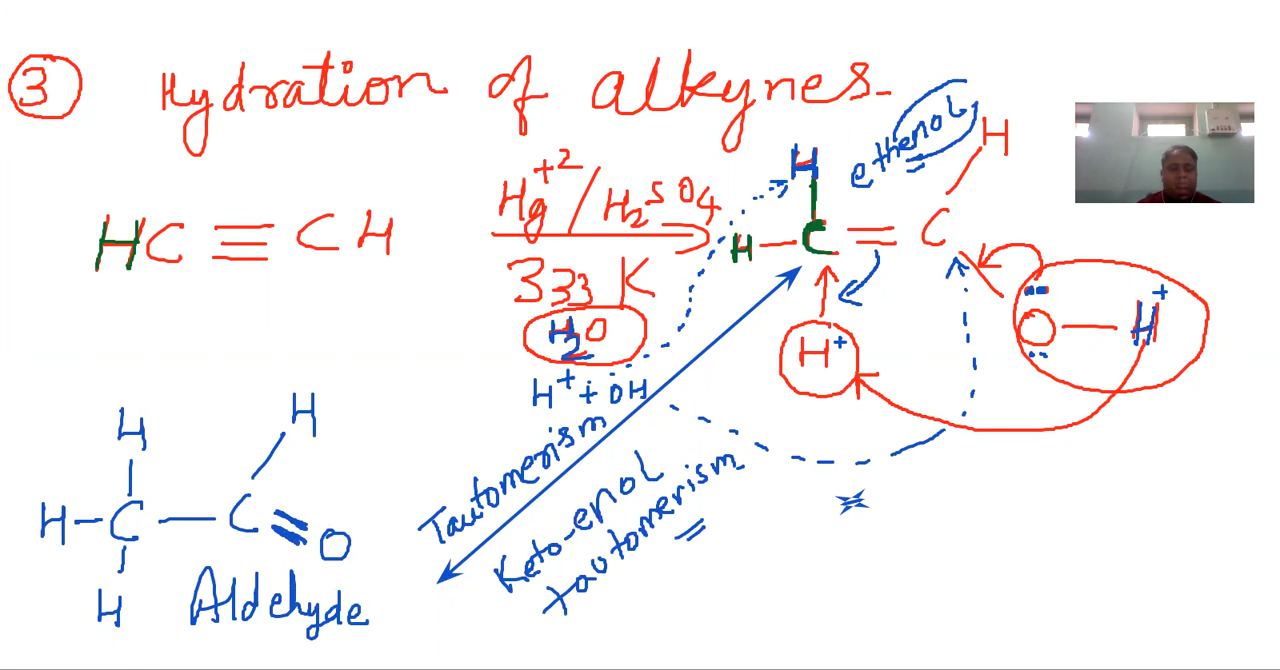 3 Hydration of alkynes.
ethenol
HC ≡ CH
Hg+2/H2SO4
333 K
H2O
H+ + OH
H
H
H – C = C
H+
O – H+
Tautomerism
Keto-enol
tautomerism
H
H
H – C – C = O
H
Aldehyde